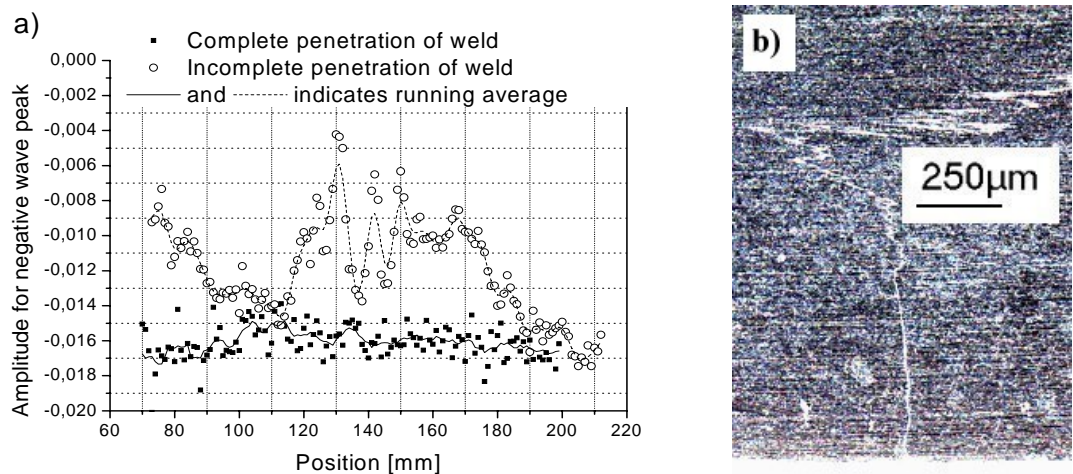 a)
Complete penetration of weld
Incomplete penetration of weld
and indicates running average
Amplitude for negative wave peak
0,000
-0,002
-0,004
-0,006
-0,008
-0,010
-0,012
-0,014
-0,016
-0,018
-0,020
60 80 100 120 140 160 180 200 220
Position [mm]
b)
250µm